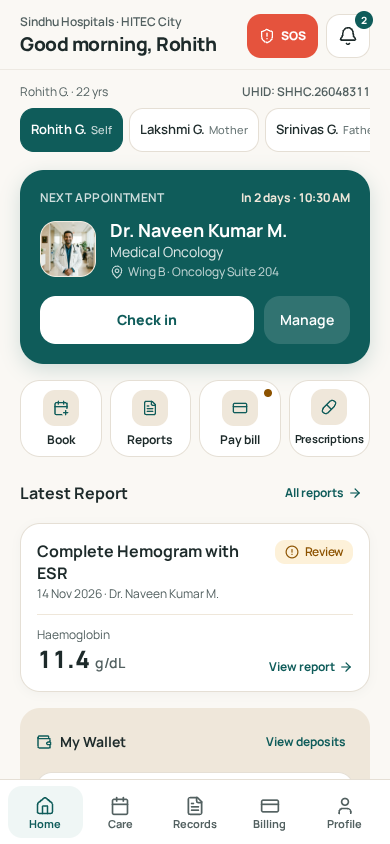 Sindhu Hospitals · HITEC City
Good morning, Rohith
SOS
2
Rohith G. · 22 yrs
UHID: SHHC.26048311
Rohith G. Self
Lakshmi G. Mother
Srinivas G. Fathe
NEXT APPOINTMENT
In 2 days · 10:30 AM
Dr. Naveen Kumar M.
Medical Oncology
Wing B · Oncology Suite 204
Check in
Manage
Book
Reports
Pay bill
Prescriptions
Latest Report
All reports →
Complete Hemogram with
ESR
Review
14 Nov 2026 · Dr. Naveen Kumar M.
Haemoglobin
11.4 g/dL
View report →
My Wallet
View deposits
Home
Care
Records
Billing
Profile